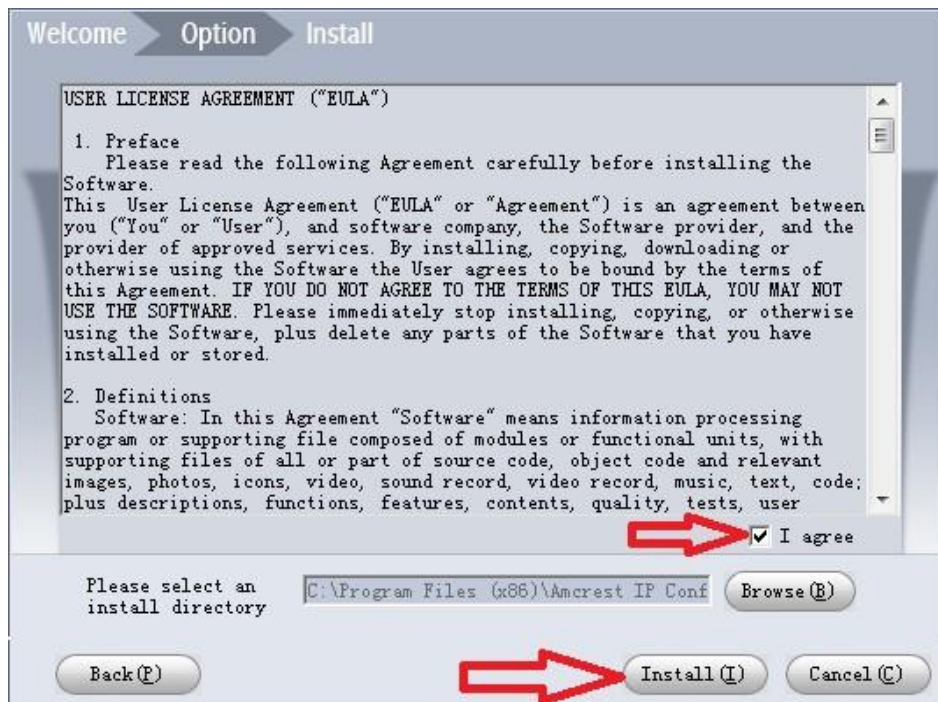 Welcome Option Install
USER LICENSE AGREEMENT ("EULA")
1. Preface
Please read the following Agreement carefully before installing the
Software.
This User License Agreement ("EULA" or "Agreement") is an agreement between
you ("You" or "User"), and software company, the Software provider, and the
provider of approved services. By installing, copying, downloading or
otherwise using the Software the User agrees to be bound by the terms of
this Agreement. IF YOU DO NOT AGREE TO THE TERMS OF THIS EULA, YOU MAY NOT
USE THE SOFTWARE. Please immediately stop installing, copying, or otherwise
using the Software, plus delete any parts of the Software that you have
installed or stored.
2. Definitions
Software: In this Agreement "Software" means information processing
program or supporting file composed of modules or functional units, with
supporting files of all or part of source code, object code and relevant
images, photos, icons, video, sound record, video record, music, text, code;
plus descriptions, functions, features, contents, quality, tests, user
I agree
Please select an
install directory
C:\Program Files (x86)\Amcrest IP Conf
Browse(B)
Back(P)
Install(I)
Cancel(C)